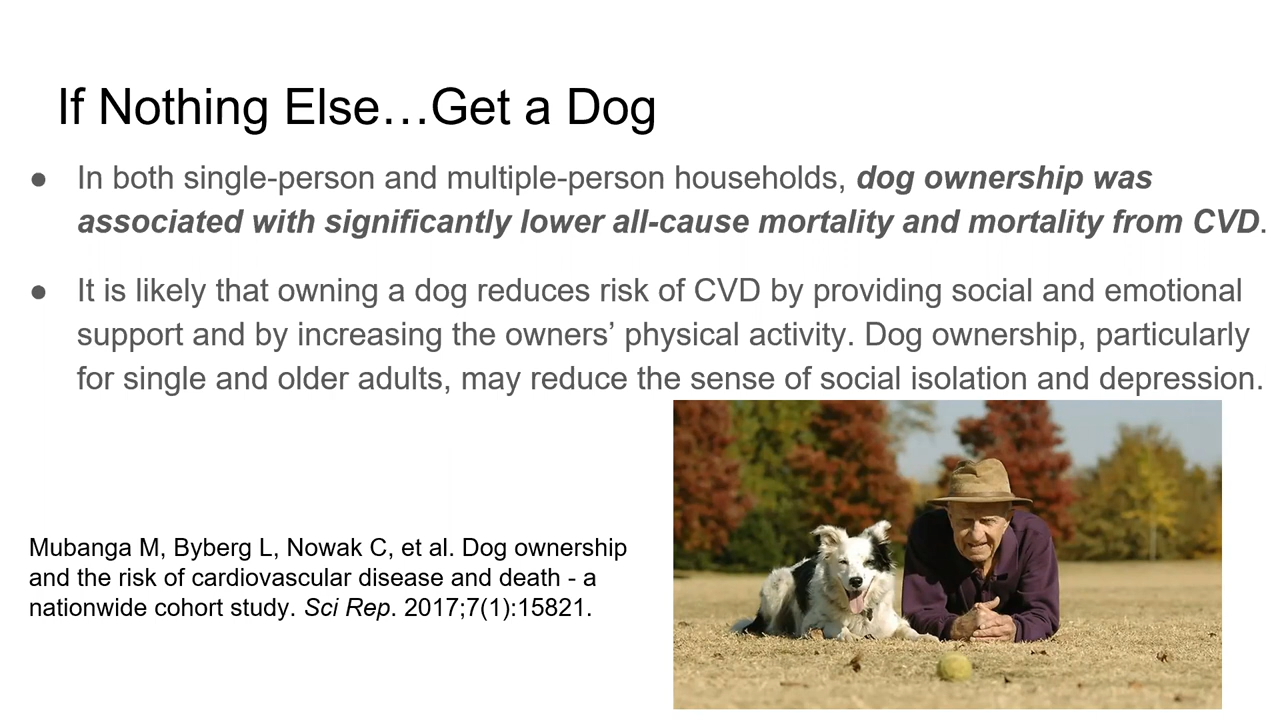 If Nothing Else…Get a Dog
● In both single-person and multiple-person households, dog ownership was
associated with significantly lower all-cause mortality and mortality from CVD.
● It is likely that owning a dog reduces risk of CVD by providing social and emotional
support and by increasing the owners’ physical activity. Dog ownership, particularly
for single and older adults, may reduce the sense of social isolation and depression.
Mubanga M, Byberg L, Nowak C, et al. Dog ownership
and the risk of cardiovascular disease and death - a
nationwide cohort study. Sci Rep. 2017;7(1):15821.